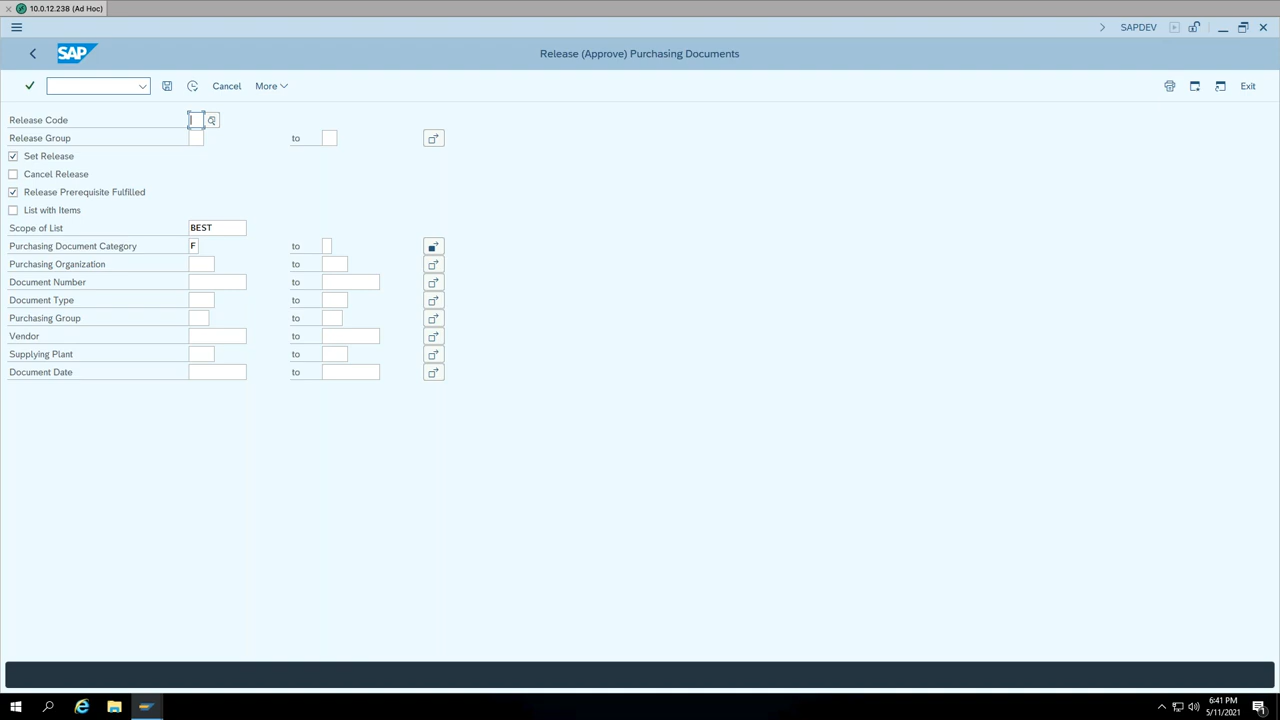 10.0.12.238 (Ad Hoc)
SAPDEV
SAP
Release (Approve) Purchasing Documents
Cancel
More
Exit
Release Code
Release Group to
Set Release
Cancel Release
Release Prerequisite Fulfilled
List with Items
Scope of List BEST
Purchasing Document Category F to
Purchasing Organization to
Document Number to
Document Type to
Purchasing Group to
Vendor to
Supplying Plant to
Document Date to
6:41 PM
5/11/2021
1